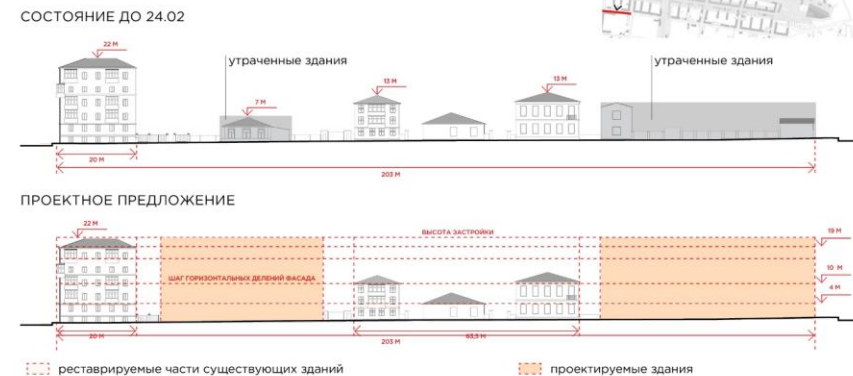 СОСТОЯНИЕ ДО 24.02
22 М
утраченные здания
7 М
13 М
13 М
утраченные здания
20 М
203 М
ПРОЕКТНОЕ ПРЕДЛОЖЕНИЕ
22 М
ВЫСОТА ЗАСТРОЙКИ
19 М
ШАГ ГОРИЗОНТАЛЬНЫХ ДЕЛЕНИЙ ФАСАДА
10 М
4 М
20 М
63,5 М
203 М
реставрируемые части существующих зданий
проектируемые здания